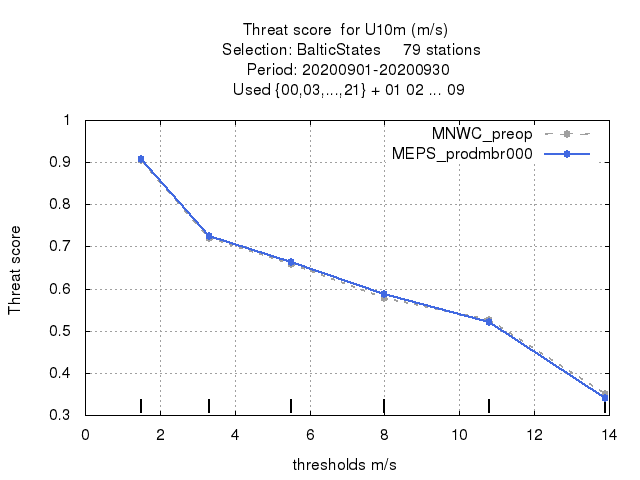 Threat score  for U10m (m/s)
Selection: BalticStates     79 stations
Period: 20200901-20200930
Used {00,03,...,21} + 01 02 ... 09
MNWC_preop
MEPS_prodmbr000
1
0.9
0.8
0.7
0.6
0.5
0.4
0.3
Threat score
0 2 4 6 8 10 12 14
thresholds m/s